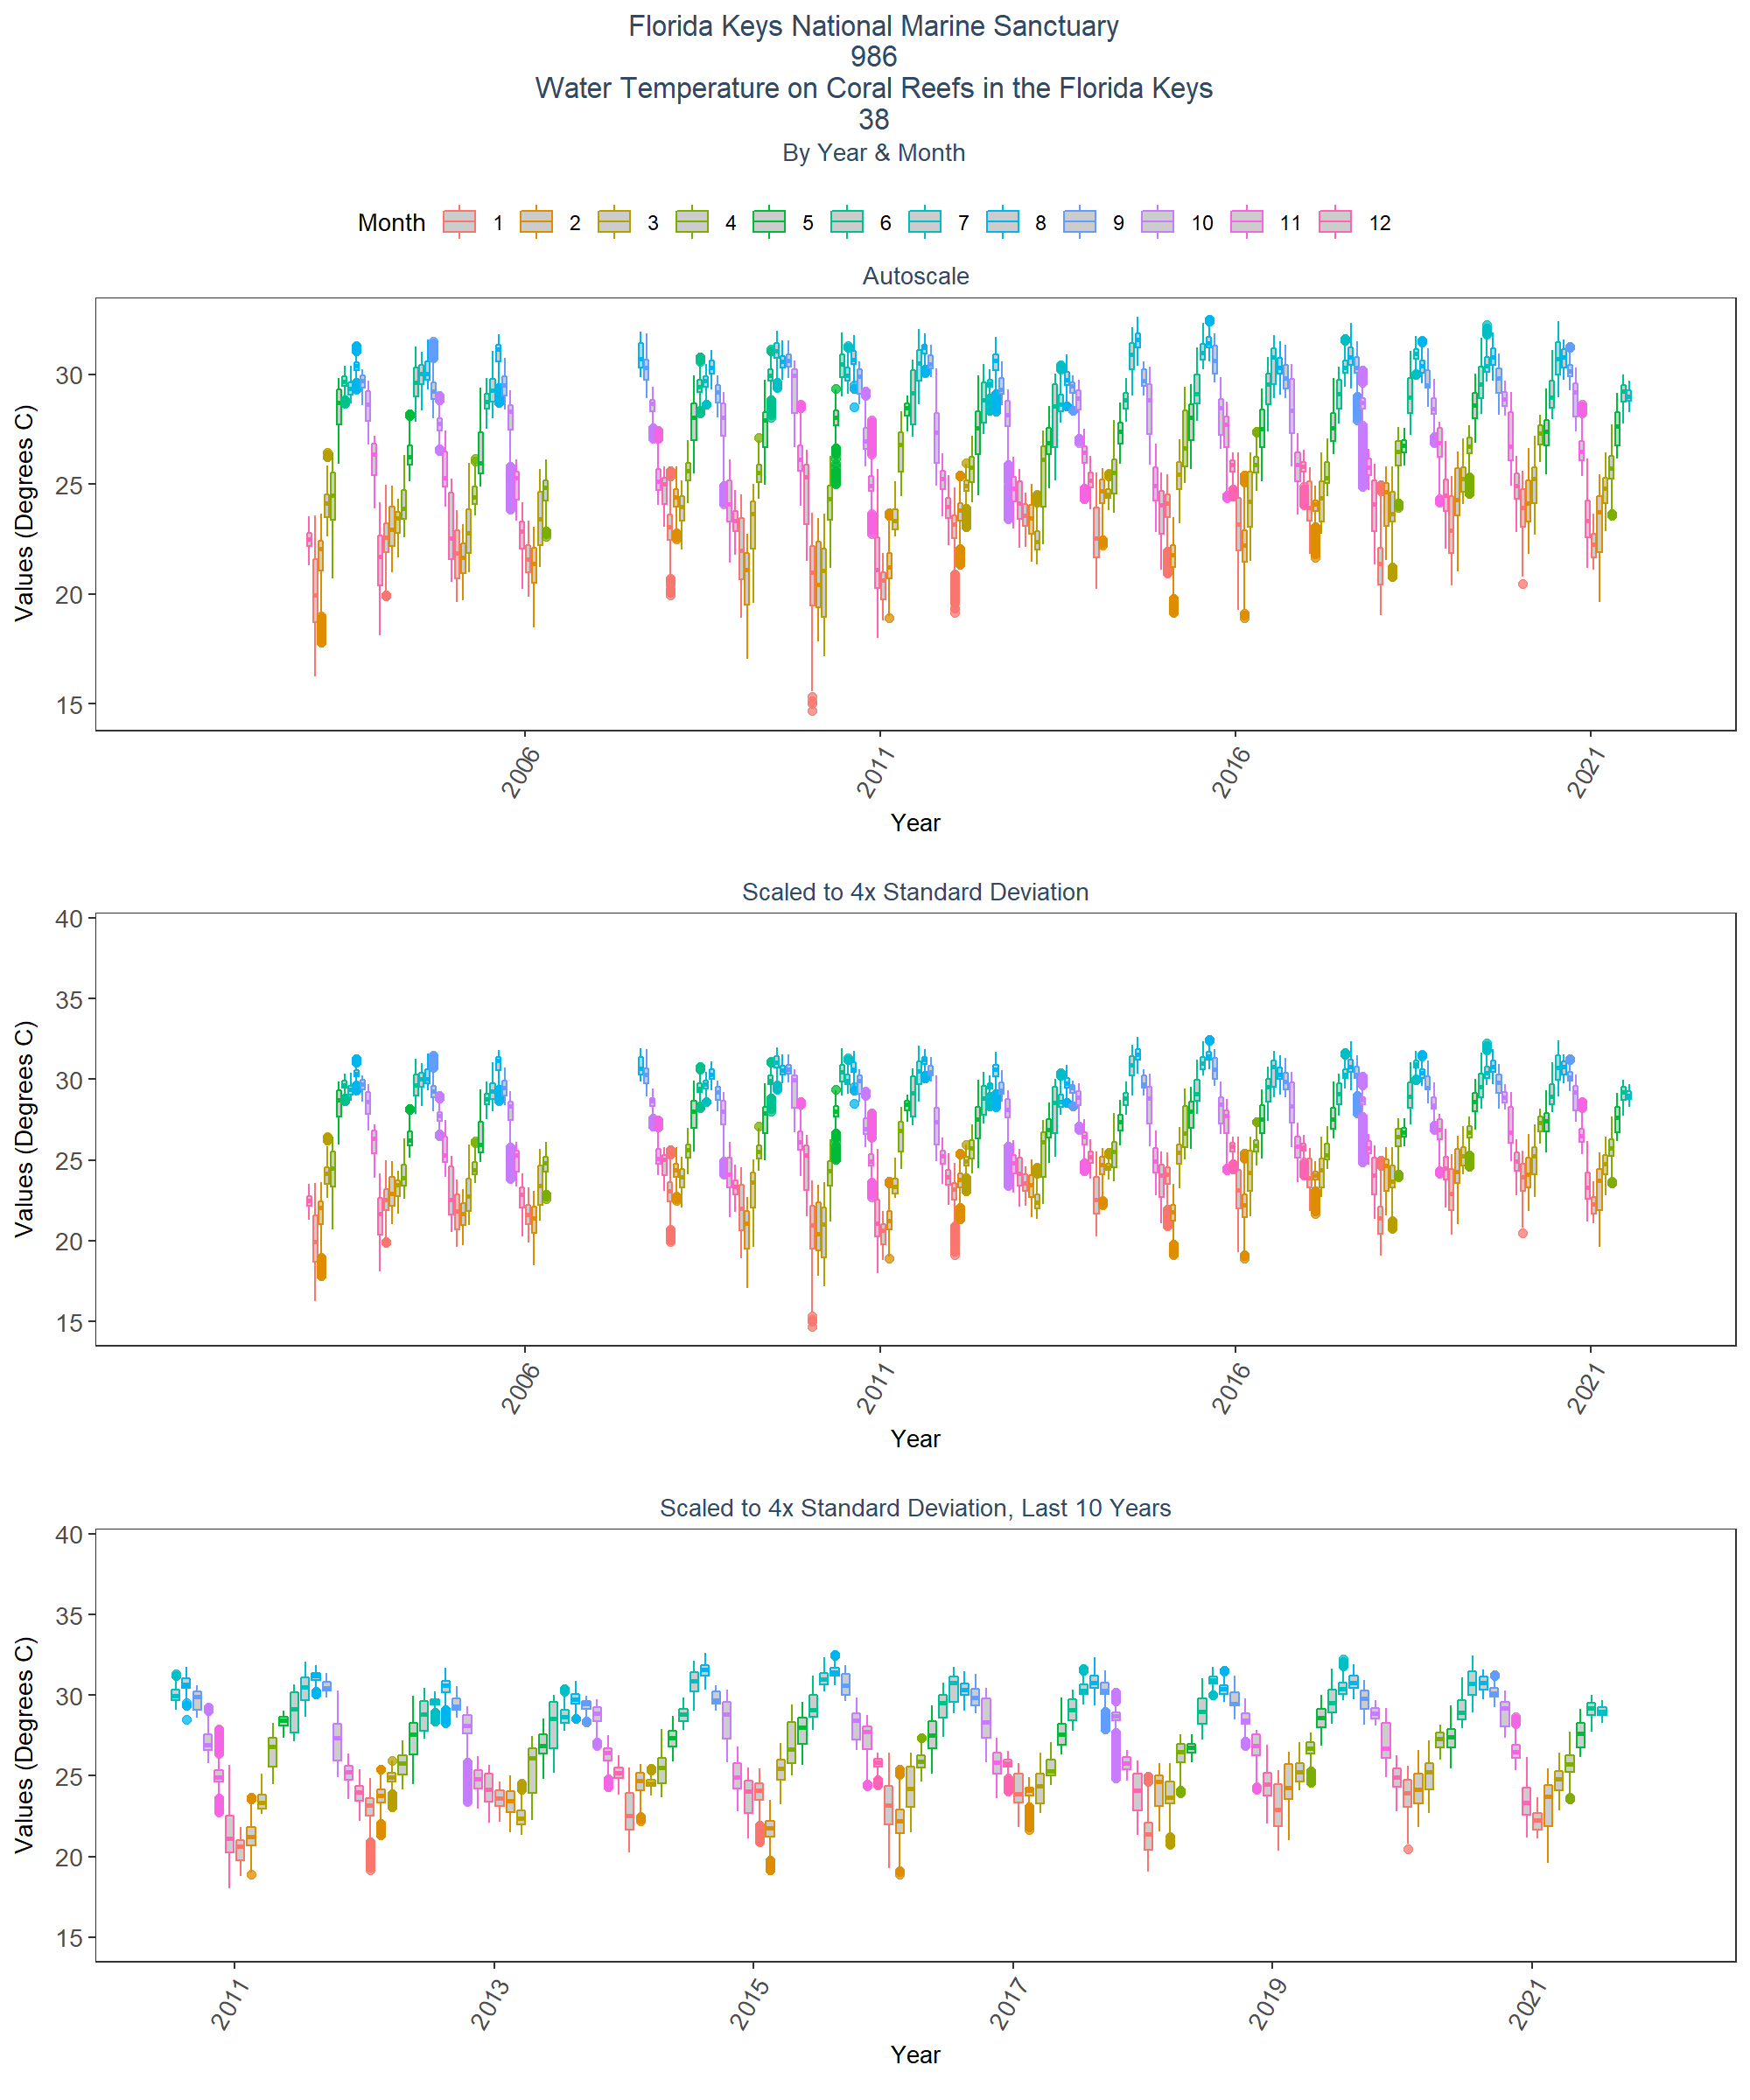 Florida Keys National Marine Sanctuary
986
Water Temperature on Coral Reefs in the Florida Keys
38
By Year & Month
Month 1 2 3 4 5 6 7 8 9 10 11 12
Autoscale
Values (Degrees C)
30
25
20
15
2006 2011 2016 2021
Year
Scaled to 4x Standard Deviation
Values (Degrees C)
40
35
30
25
20
15
2006 2011 2016 2021
Year
Scaled to 4x Standard Deviation, Last 10 Years
Values (Degrees C)
40
35
30
25
20
15
2011 2013 2015 2017 2019 2021
Year